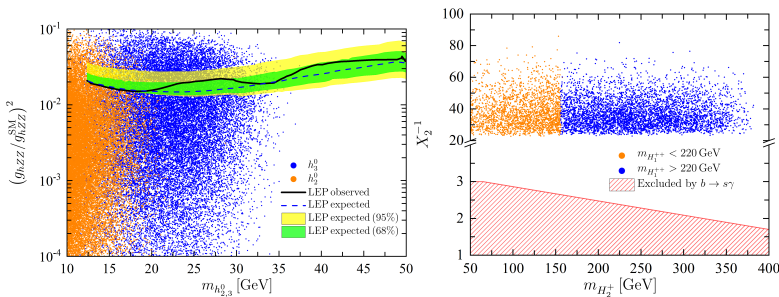 10^{-1}
10^{-2}
10^{-3}
10^{-4}
(g_{hZZ}/g^{SM}_{hZZ})^2
h^0_3
h^0_2
LEP observed
LEP expected
LEP expected (95%)
LEP expected (68%)
10 15 20 25 30 35 40 45 50
m_{h^0_{2,3}} [GeV]
100
80
60
40
20
3
2
1
X_2^{-1}
m_{H_1^{++}} < 220 GeV
m_{H_1^{++}} > 220 GeV
Excluded by b → sγ
50 100 150 200 250 300 350 400
m_{H_2^+} [GeV]